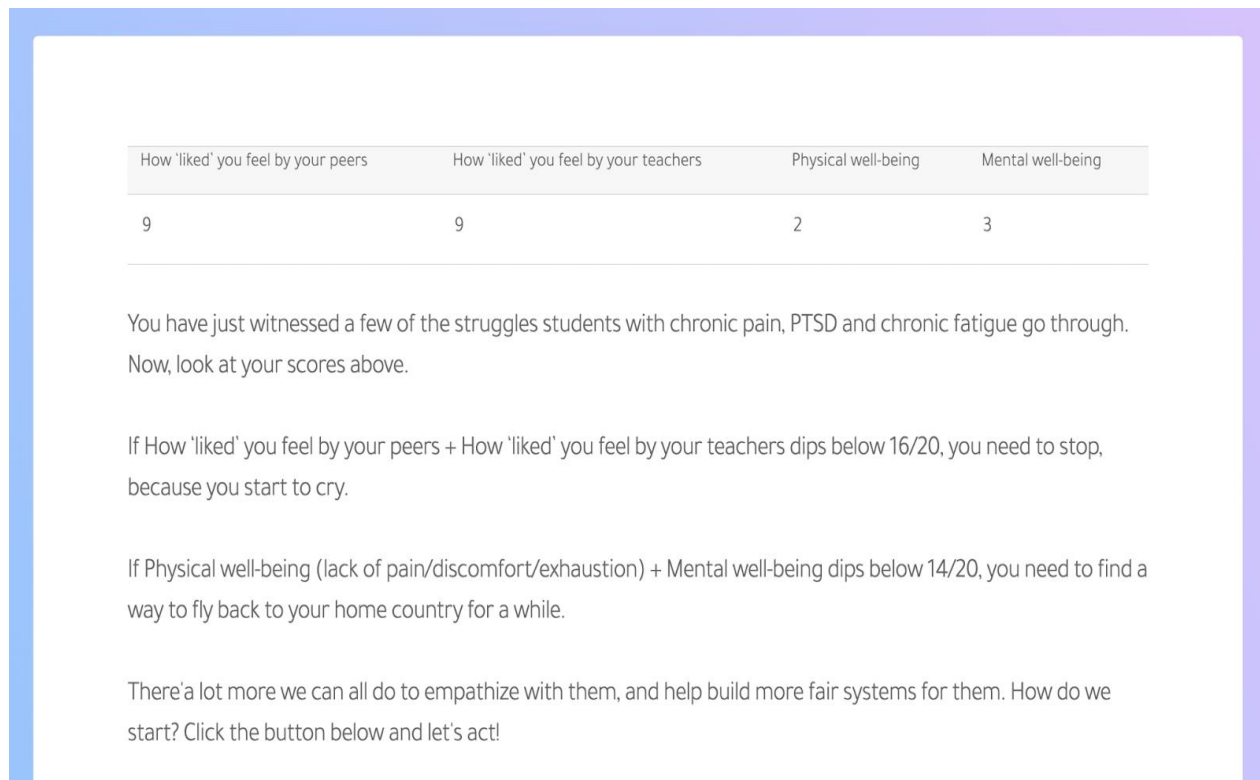 How 'liked' you feel by your peers How 'liked' you feel by your teachers Physical well-being Mental well-being
9 9 2 3
You have just witnessed a few of the struggles students with chronic pain, PTSD and chronic fatigue go through.
Now, look at your scores above.
If How 'liked' you feel by your peers + How 'liked' you feel by your teachers dips below 16/20, you need to stop,
because you start to cry.
If Physical well-being (lack of pain/discomfort/exhaustion) + Mental well-being dips below 14/20, you need to find a
way to fly back to your home country for a while.
There'a lot more we can all do to empathize with them, and help build more fair systems for them. How do we
start? Click the button below and let's act!